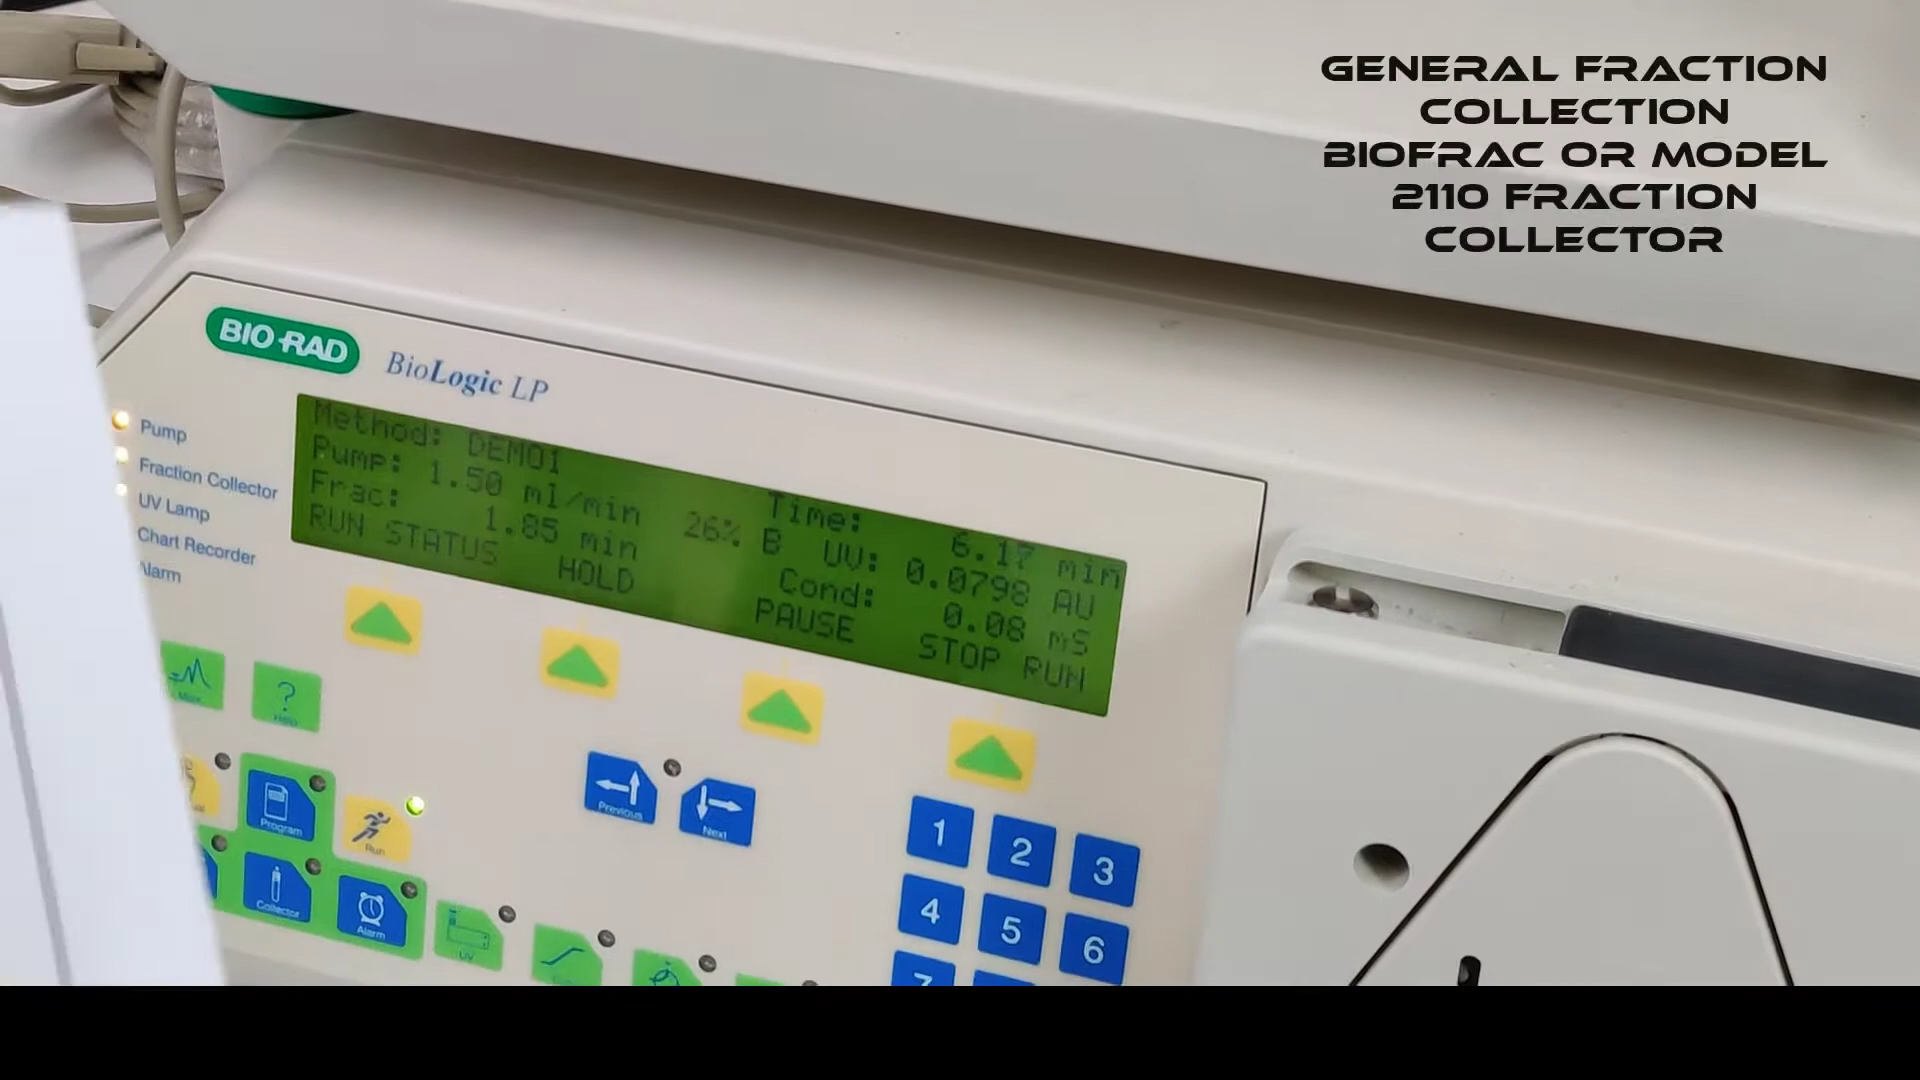 GENERAL FRACTION
COLLECTION
BIOFRAC OR MODEL
2110 FRACTION
COLLECTOR
BIO-RAD
BioLogic LP
Pump
Fraction Collector
UV Lamp
Chart Recorder
Alarm
Method: DEMO1 Time: 6.17 min
Pump: 1.50 ml/min 26% B UV: 0.0798 AU
Frac: 1.85 min Cond: 0.08 mS
RUN STATUS HOLD PAUSE STOP RUN
?
Help
Program
Run
Previous
Next
Collector
Alarm
UV
1 2 3
4 5 6
7